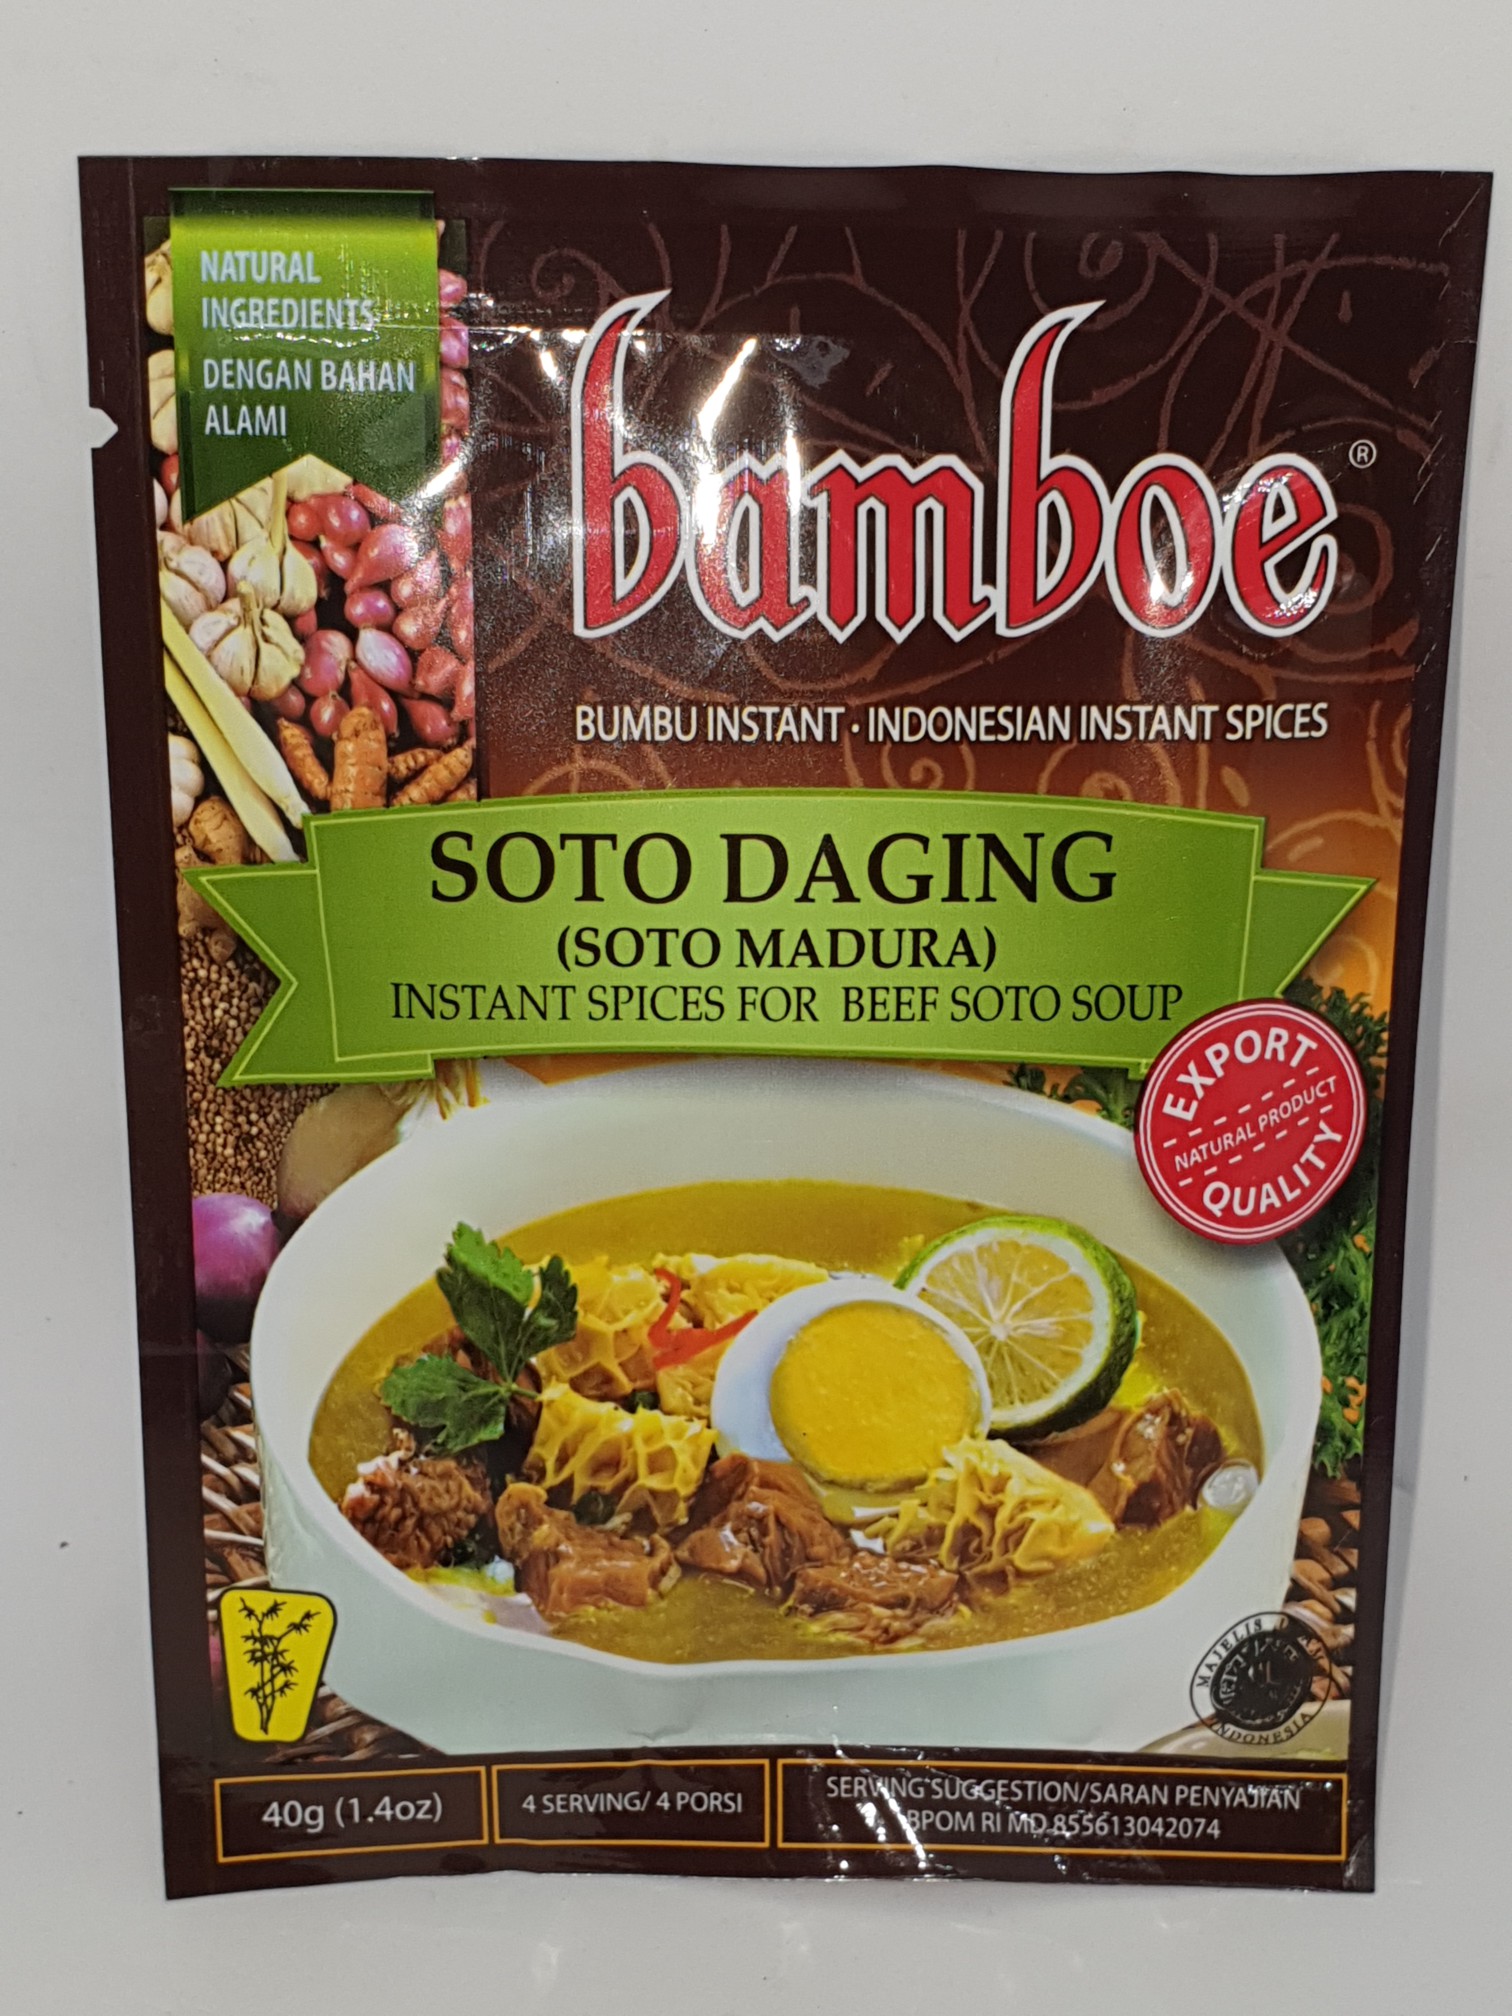 NATURAL
INGREDIENTS
DENGAN BAHAN
ALAMI
bamboe®
BUMBU INSTANT · INDONESIAN INSTANT SPICES
SOTO DAGING
(SOTO MADURA)
INSTANT SPICES FOR BEEF SOTO SOUP
EXPORT
NATURAL PRODUCT
QUALITY
MAJELIS
INDONESIA
40g (1.4oz)
4 SERVING/ 4 PORSI
SERVING SUGGESTION/SARAN PENYAJIAN
BPOM RI MD 855613042074